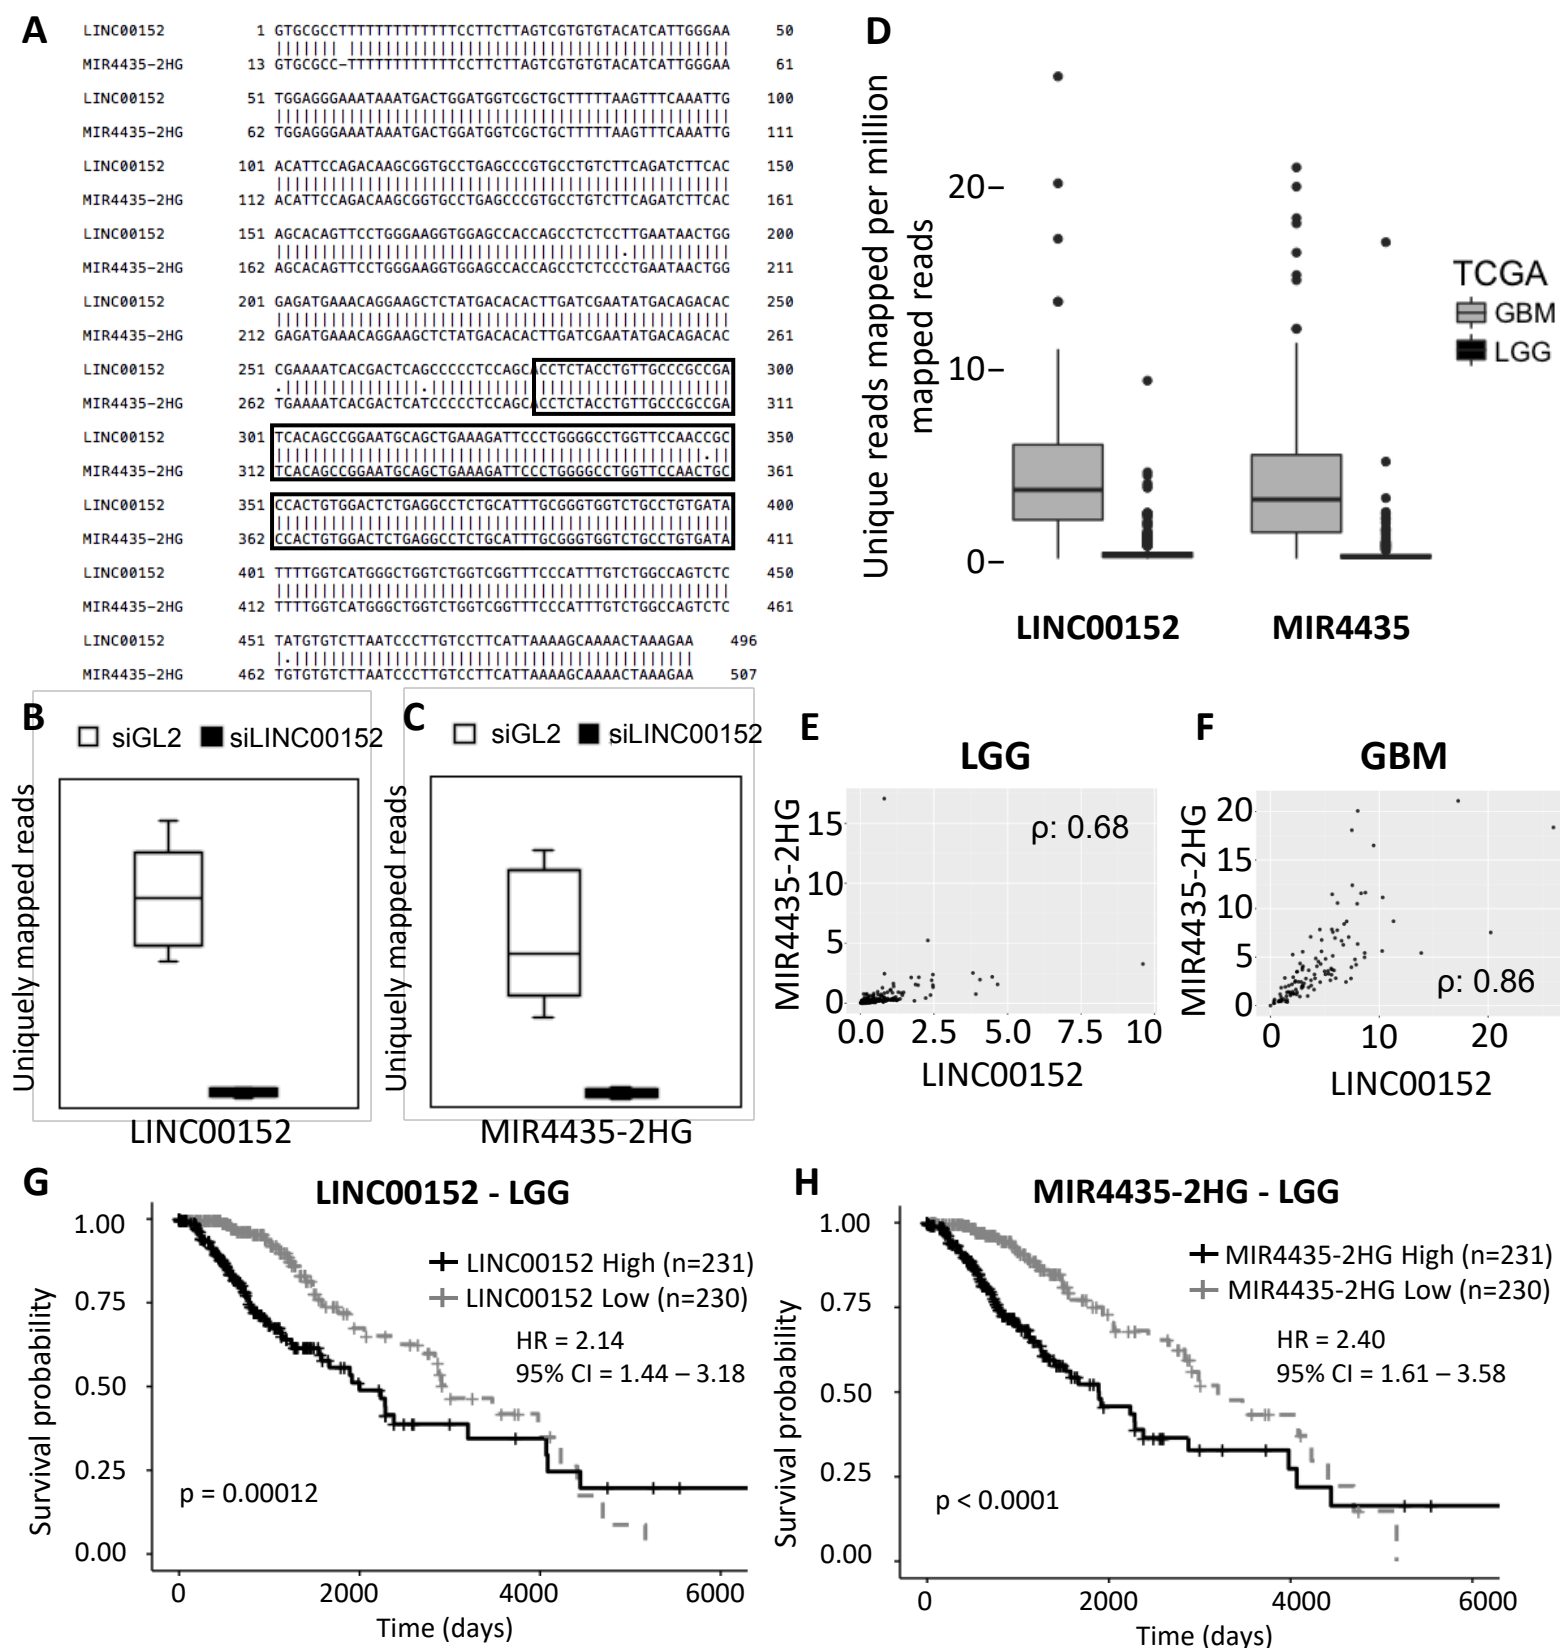 A
LINC00152 1 GTGCGCCTTTTTTTTTTTTTTCCTTCTTAGTCGTGTGTACATCATTGGGAA 50
MIR4435-2HG 13 GTGCGCC-TTTTTTTTTTTTTCCTTCTTAGTCGTGTGTACATCATTGGGAA 61
LINC00152 51 TGGAGGGAAATAAATGACTGGATGGTCGCTGCTTTTTAAGTTTCAAATTG 100
MIR4435-2HG 62 TGGAGGGAAATAAATGACTGGATGGTCGCTGCTTTTTAAGTTTCAAATTG 111
LINC00152 101 ACATTCCAGACAAGCGGTGCCTGAGCCCGTGCCTGTCTTCAGATCTTCAC 150
MIR4435-2HG 112 ACATTCCAGACAAGCGGTGCCTGAGCCCGTGCCTGTCTTCAGATCTTCAC 161
LINC00152 151 AGCACAGTTCCTGGGAAGGTGGAGCCACCAGCCTCTCCTTGAATAACTGG 200
MIR4435-2HG 162 AGCACAGTTCCTGGGAAGGTGGAGCCACCAGCCTCTCCCTGAATAACTGG 211
LINC00152 201 GAGATGAAACAGGAAGCTCTATGACACACTTGATCGAATATGACAGACAC 250
MIR4435-2HG 212 GAGATGAAACAGGAAGCTCTATGACACACTTGATCGAATATGACAGACAC 261
LINC00152 251 CGAAAATCACGACTCAGCCCCCTCCAGCACCTCTACCTGTTGCCCGCCGA 300
MIR4435-2HG 262 TGAAAATCACGACTCATCCCCCTCCAGCACCTCTACCTGTTGCCCGCCGA 311
LINC00152 301 TCACAGCCGGAATGCAGCTGAAAGATTCCCTGGGGCCTGGTTCCAACCGC 350
MIR4435-2HG 312 TCACAGCCGGAATGCAGCTGAAAGATTCCCTGGGGCCTGGTTCCAACTGC 361
LINC00152 351 CCACTGTGGACTCTGAGGCCTCTGCATTTGCGGGTGGTCTGCCTGTGATA 400
MIR4435-2HG 362 CCACTGTGGACTCTGAGGCCTCTGCATTTGCGGGTGGTCTGCCTGTGATA 411
LINC00152 401 TTTTGGTCATGGGCTGGTCTGGTCGGTTTCCCATTTGTCTGGCCAGTCTC 450
MIR4435-2HG 412 TTTTGGTCATGGGCTGGTCTGGTCGGTTTCCCATTTGTCTGGCCAGTCTC 461
LINC00152 451 TATGTGTCTTAATCCCTTGTCCTTCATTAAAAGCAAAACTAAAGAA 496
MIR4435-2HG 462 TGTGTGTCTTAATCCCTTGTCCTTCATTAAAAGCAAAACTAAAGAA 507
D
Unique reads mapped per million
mapped reads
20
10
0
LINC00152 MIR4435
TCGA
GBM
LGG
B
siGL2 siLINC00152
Uniquely mapped reads
LINC00152
C
siGL2 siLINC00152
Uniquely mapped reads
MIR4435-2HG
E
LGG
MIR4435-2HG
15
10
5
0
ρ: 0.68
0.0 2.5 5.0 7.5 10
LINC00152
F
GBM
MIR4435-2HG
20
15
10
5
0
ρ: 0.86
0 10 20
LINC00152
G
LINC00152 - LGG
Survival probability
1.00
0.75
0.50
0.25
0.00
LINC00152 High (n=231)
LINC00152 Low (n=230)
HR = 2.14
95% CI = 1.44 – 3.18
p = 0.00012
0 2000 4000 6000
Time (days)
H
MIR4435-2HG - LGG
Survival probability
1.00
0.75
0.50
0.25
0.00
MIR4435-2HG High (n=231)
MIR4435-2HG Low (n=230)
HR = 2.40
95% CI = 1.61 – 3.58
p < 0.0001
0 2000 4000 6000
Time (days)